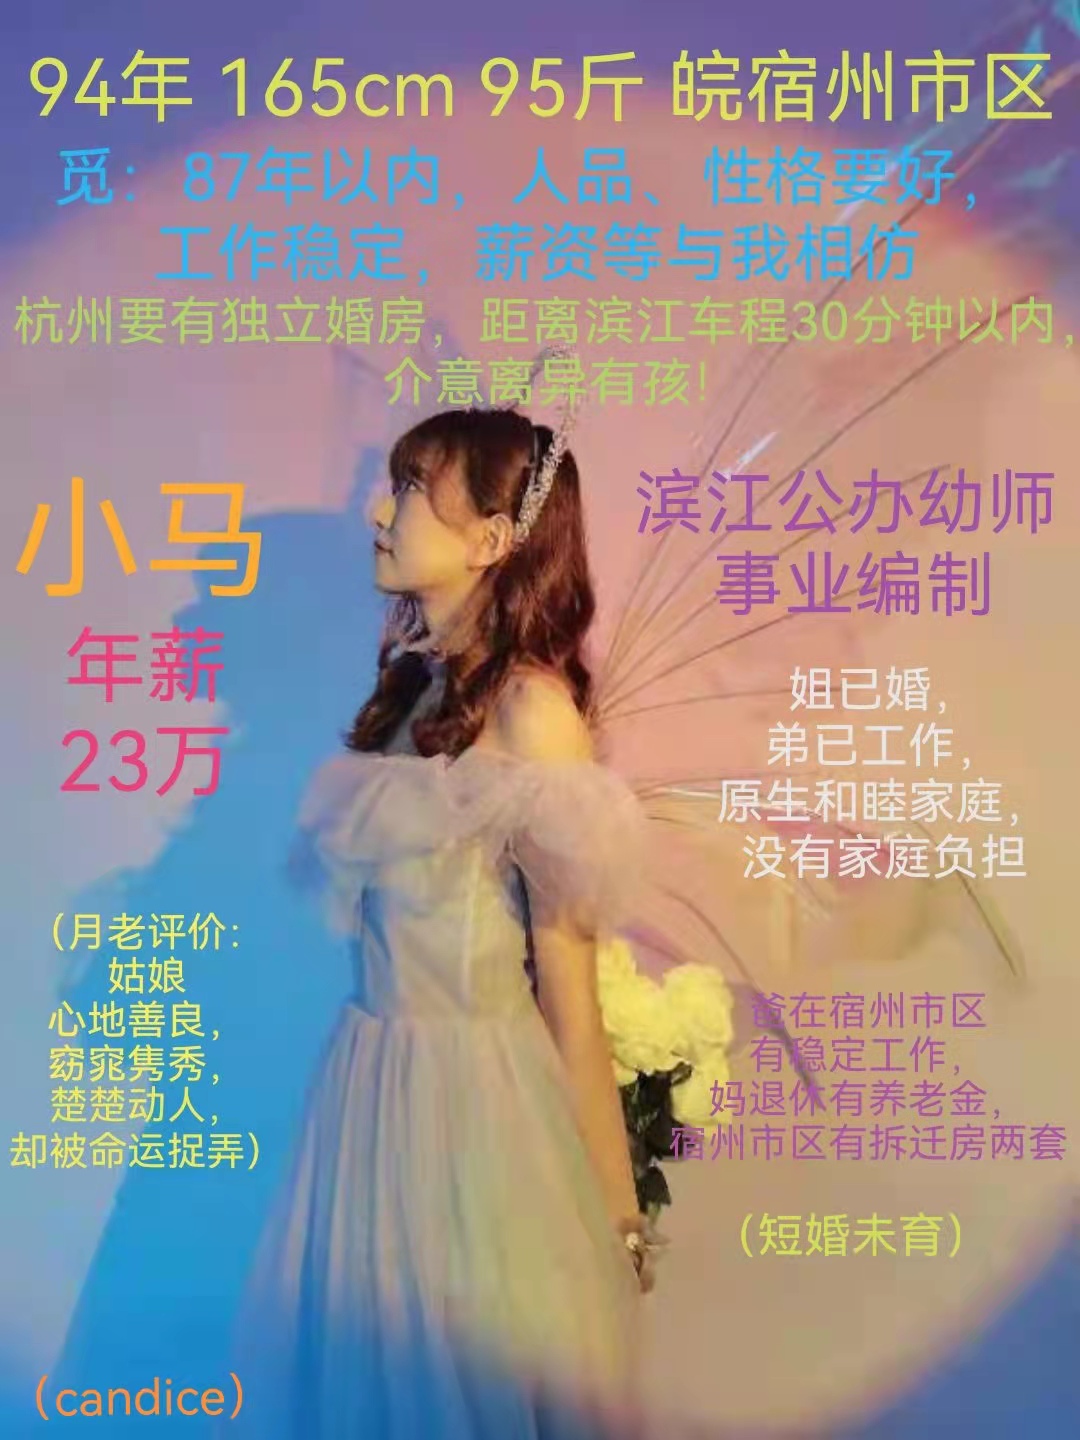 94年 165cm 95斤 皖宿州市区
觅：87年以内，人品、性格要好，
工作稳定，薪资等与我相仿
杭州要有独立婚房，距离滨江车程30分钟以内，
介意离异有孩！
小马
年薪
23万
滨江公办幼师
事业编制
姐已婚，
弟已工作，
原生和睦家庭，
没有家庭负担
（月老评价：
姑娘
心地善良，
窈窕隽秀，
楚楚动人，
却被命运捉弄）
爸在宿州市区
有稳定工作，
妈退休有养老金，
宿州市区有拆迁房两套
（短婚未育）
（candice）